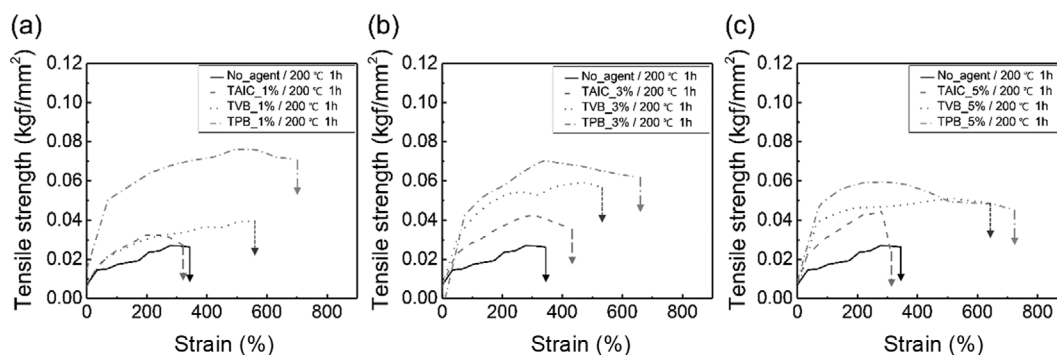 (a)
Tensile strength (kgf/mm²)
0.12
0.10
0.08
0.06
0.04
0.02
0.00
No_agent / 200 ℃ 1h
TAIC_1% / 200 ℃ 1h
TVB_1% / 200 ℃ 1h
TPB_1% / 200 ℃ 1h
0 200 400 600 800
Strain (%)
(b)
Tensile strength (kgf/mm²)
0.12
0.10
0.08
0.06
0.04
0.02
0.00
No_agent / 200 ℃ 1h
TAIC_3% / 200 ℃ 1h
TVB_3% / 200 ℃ 1h
TPB_3% / 200 ℃ 1h
0 200 400 600 800
Strain (%)
(c)
Tensile strength (kgf/mm²)
0.12
0.10
0.08
0.06
0.04
0.02
0.00
No_agent / 200 ℃ 1h
TAIC_5% / 200 ℃ 1h
TVB_5% / 200 ℃ 1h
TPB_5% / 200 ℃ 1h
0 200 400 600 800
Strain (%)